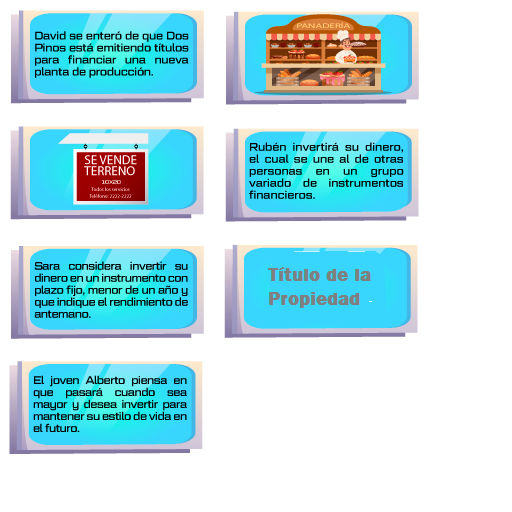 David se enteró de que Dos
Pinos está emitiendo títulos
para financiar una nueva
planta de producción.
PANADERÍA
SE VENDE
TERRENO
10X20
Todos los servicios
Teléfono: 2222-2222
Rubén invertirá su dinero,
el cual se une al de otras
personas en un grupo
variado de instrumentos
financieros.
Sara considera invertir su
dinero en un instrumento con
plazo fijo, menor de un año y
que indique el rendimiento de
antemano.
Título de la
Propiedad
El joven Alberto piensa en
que pasará cuando sea
mayor y desea invertir para
mantener su estilo de vida en
el futuro.